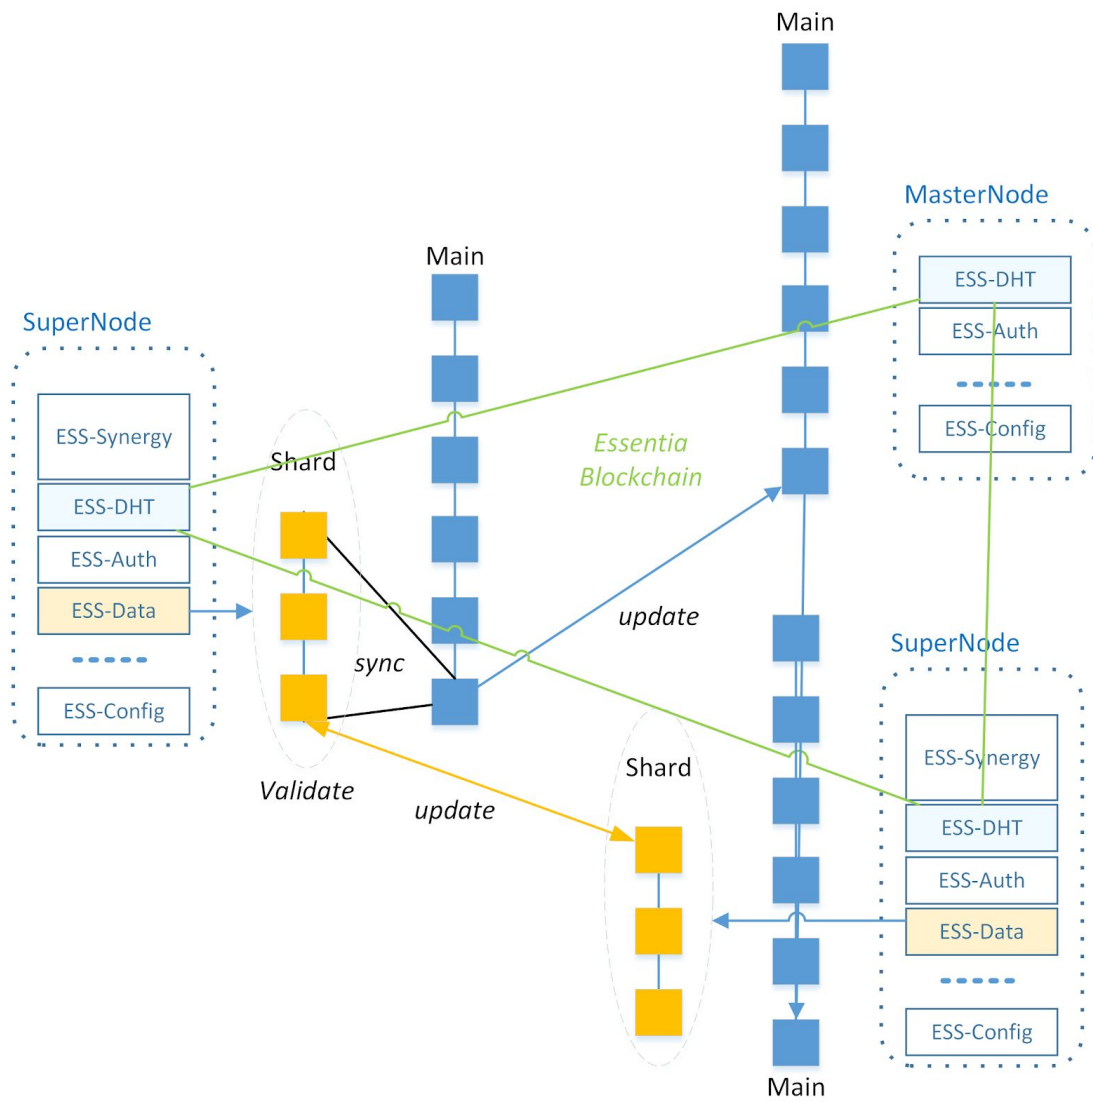 Main
MasterNode
ESS-DHT
ESS-Auth
ESS-Config
Main
SuperNode
ESS-Synergy
ESS-DHT
ESS-Auth
ESS-Data
ESS-Config
Shard
Essentia
Blockchain
sync
update
Validate
update
Shard
SuperNode
ESS-Synergy
ESS-DHT
ESS-Auth
ESS-Data
ESS-Config
Main